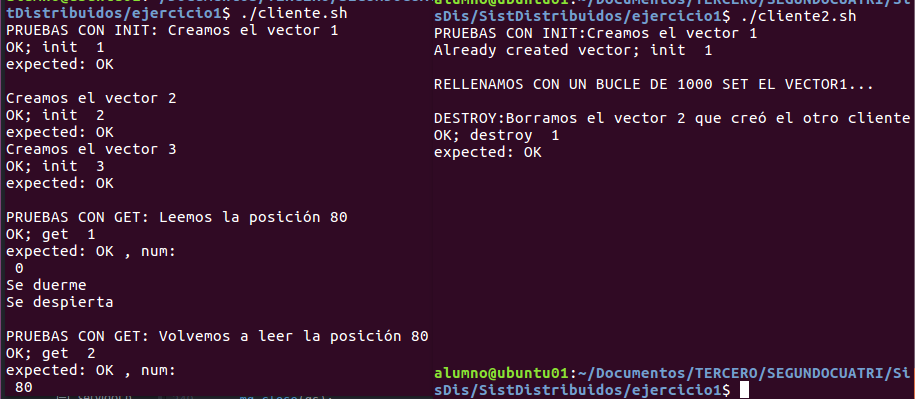 tDistribuidos/ejercicio1$ ./cliente.sh
PRUEBAS CON INIT: Creamos el vector 1
OK; init  1
expected: OK
Creamos el vector 2
OK; init  2
expected: OK
Creamos el vector 3
OK; init  3
expected: OK
PRUEBAS CON GET: Leemos la posición 80
OK; get  1
expected: OK , num:
 0
Se duerme
Se despierta
PRUEBAS CON GET: Volvemos a leer la posición 80
OK; get  2
expected: OK , num:
 80
alumno@ubuntu01:~/Documentos/TERCERO/SEGUNDOCUATRI/Si
sDis/SistDistribuidos/ejercicio1$ ./cliente2.sh
PRUEBAS CON INIT:Creamos el vector 1
Already created vector; init  1
RELLENAMOS CON UN BUCLE DE 1000 SET EL VECTOR1...
DESTROY:Borramos el vector 2 que creó el otro cliente
OK; destroy  1
expected: OK
alumno@ubuntu01:~/Documentos/TERCERO/SEGUNDOCUATRI/Si
sDis/SistDistribuidos/ejercicio1$